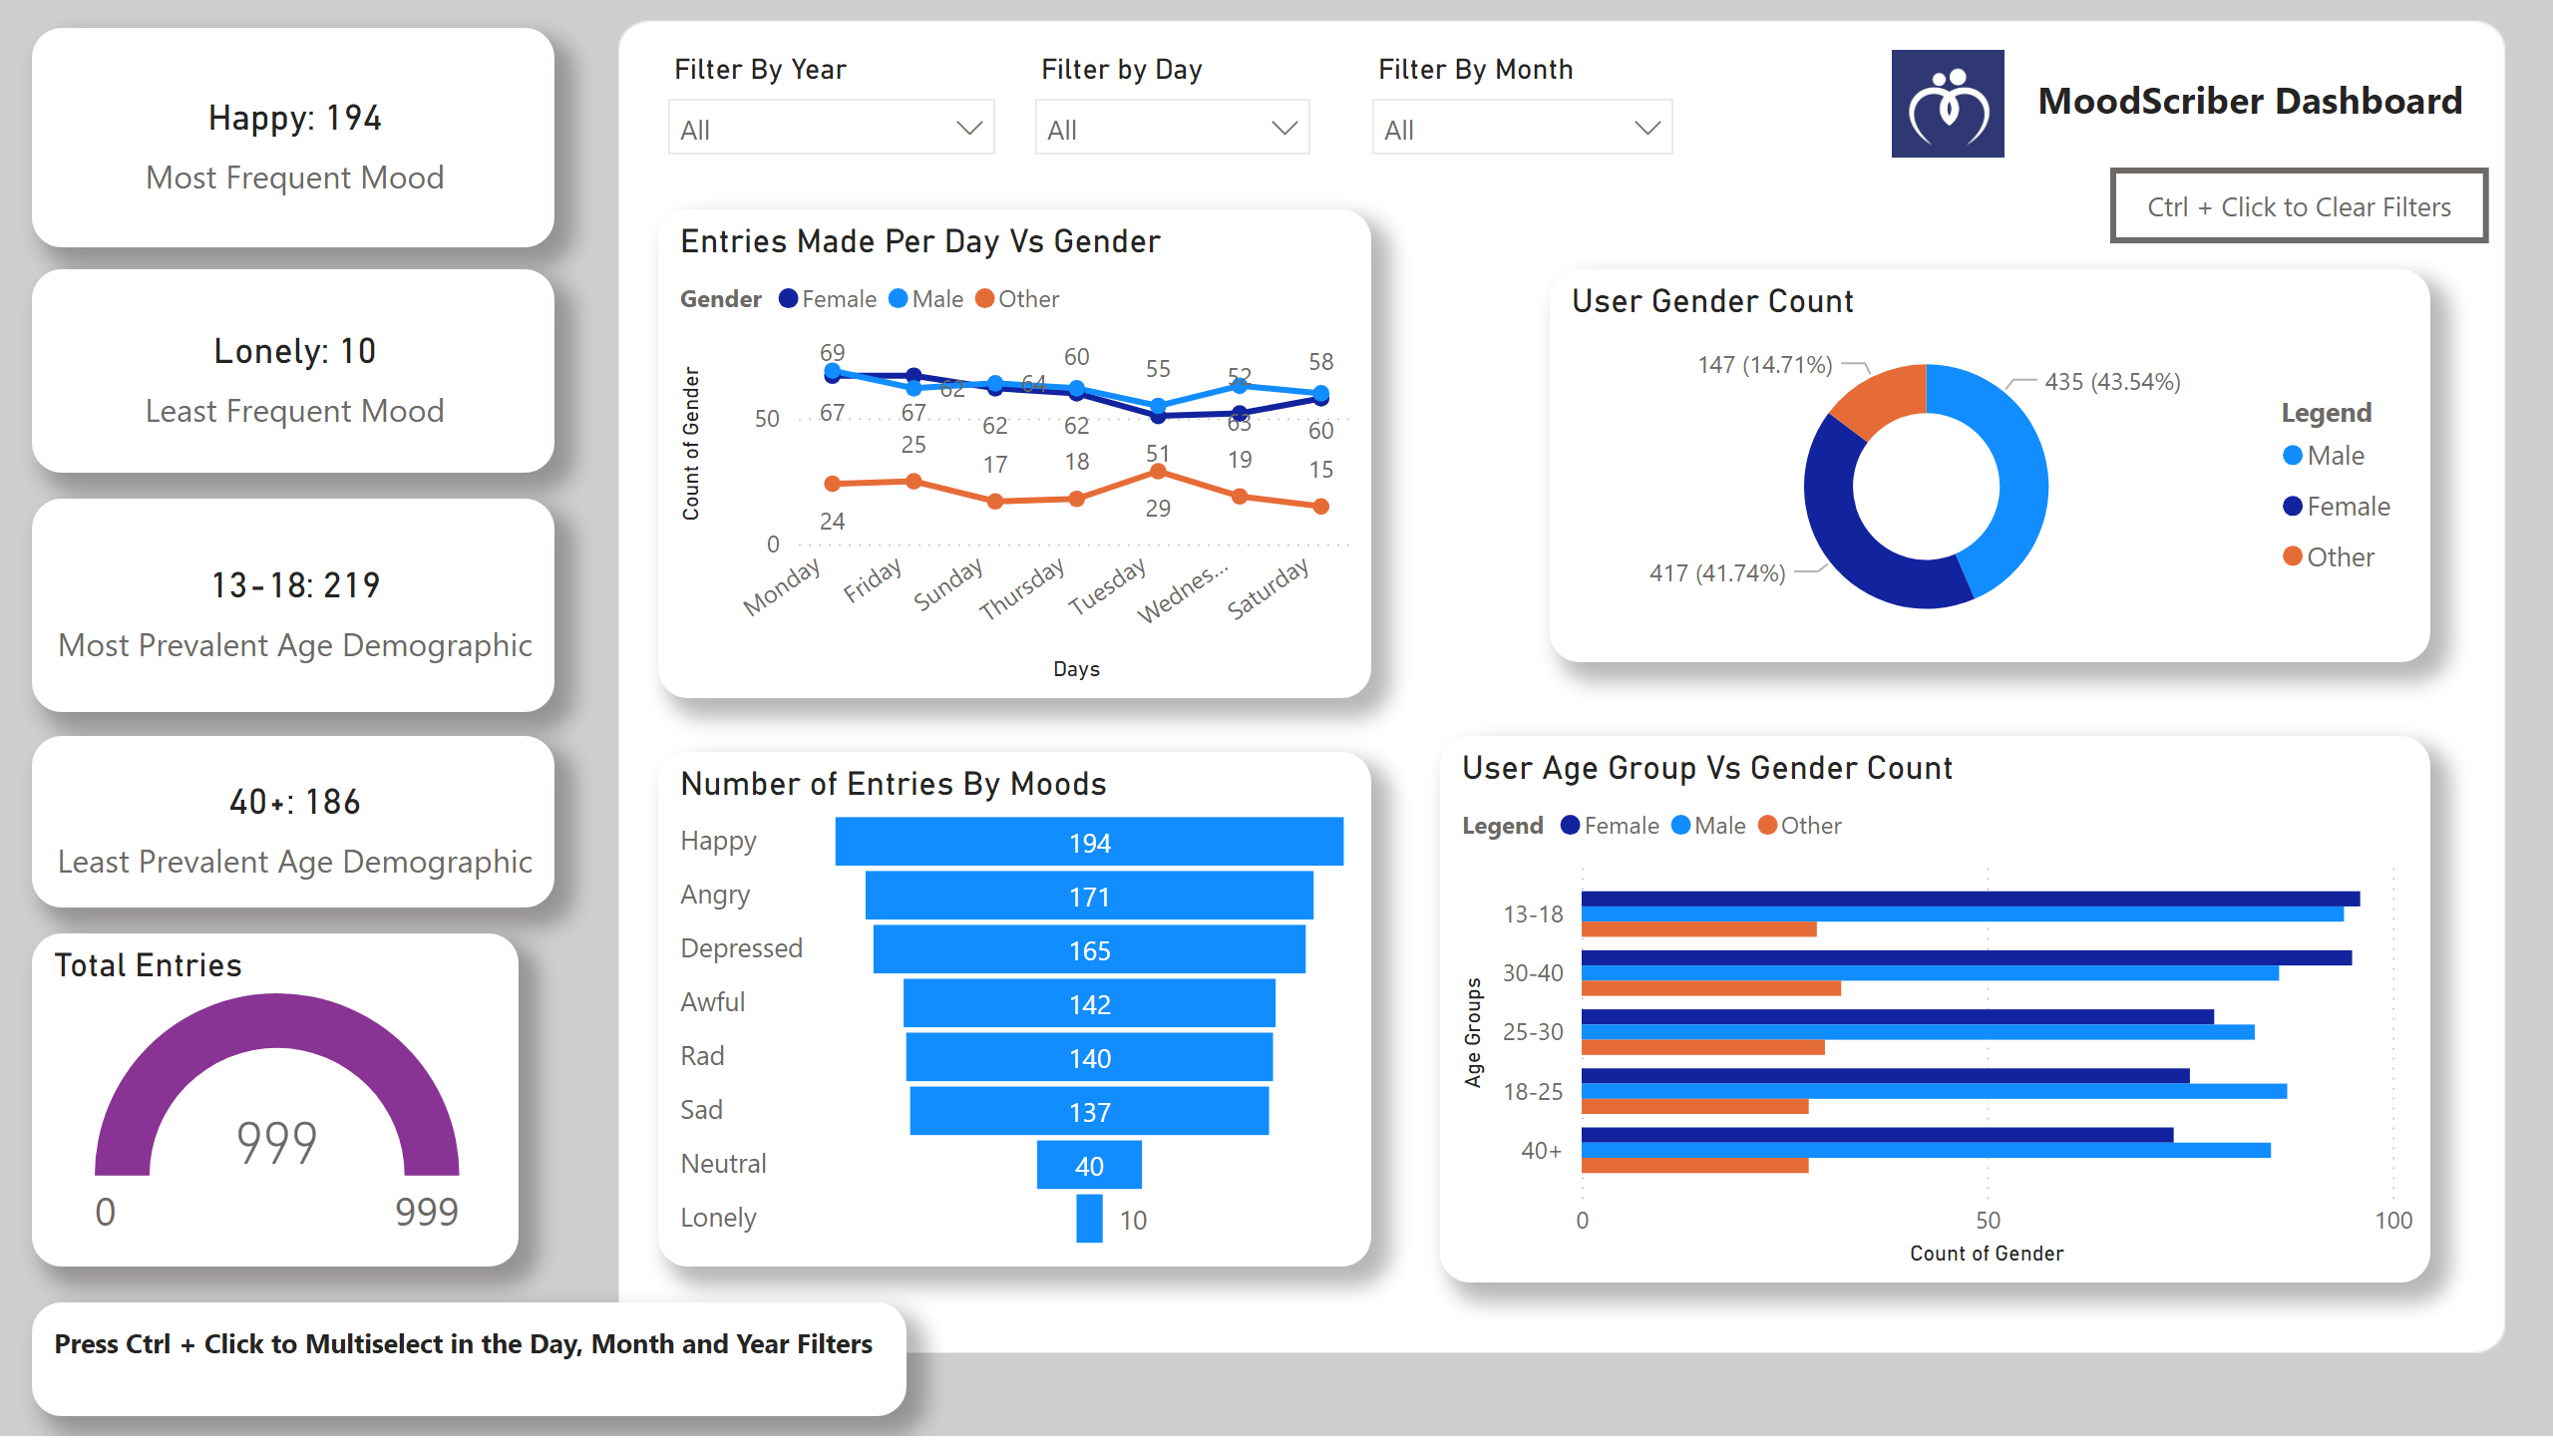 Happy: 194
Most Frequent Mood
Lonely: 10
Least Frequent Mood
13-18: 219
Most Prevalent Age Demographic
40+: 186
Least Prevalent Age Demographic
Total Entries
999
0 999
Press Ctrl + Click to Multiselect in the Day, Month and Year Filters
Filter By Year
All
Filter by Day
All
Filter By Month
All
MoodScriber Dashboard
Ctrl + Click to Clear Filters
Entries Made Per Day Vs Gender
Gender Female Male Other
Count of Gender
50
0
69 60 55 52 58
62 64
67 67 62 62 63 60
25 17 18 51 19 15
24 29
Monday Friday Sunday Thursday Tuesday Wednes... Saturday
Days
User Gender Count
147 (14.71%)
435 (43.54%)
417 (41.74%)
Legend
Male
Female
Other
Number of Entries By Moods
Happy 194
Angry 171
Depressed 165
Awful 142
Rad 140
Sad 137
Neutral 40
Lonely 10
User Age Group Vs Gender Count
Legend Female Male Other
Age Groups
13-18
30-40
25-30
18-25
40+
0 50 100
Count of Gender